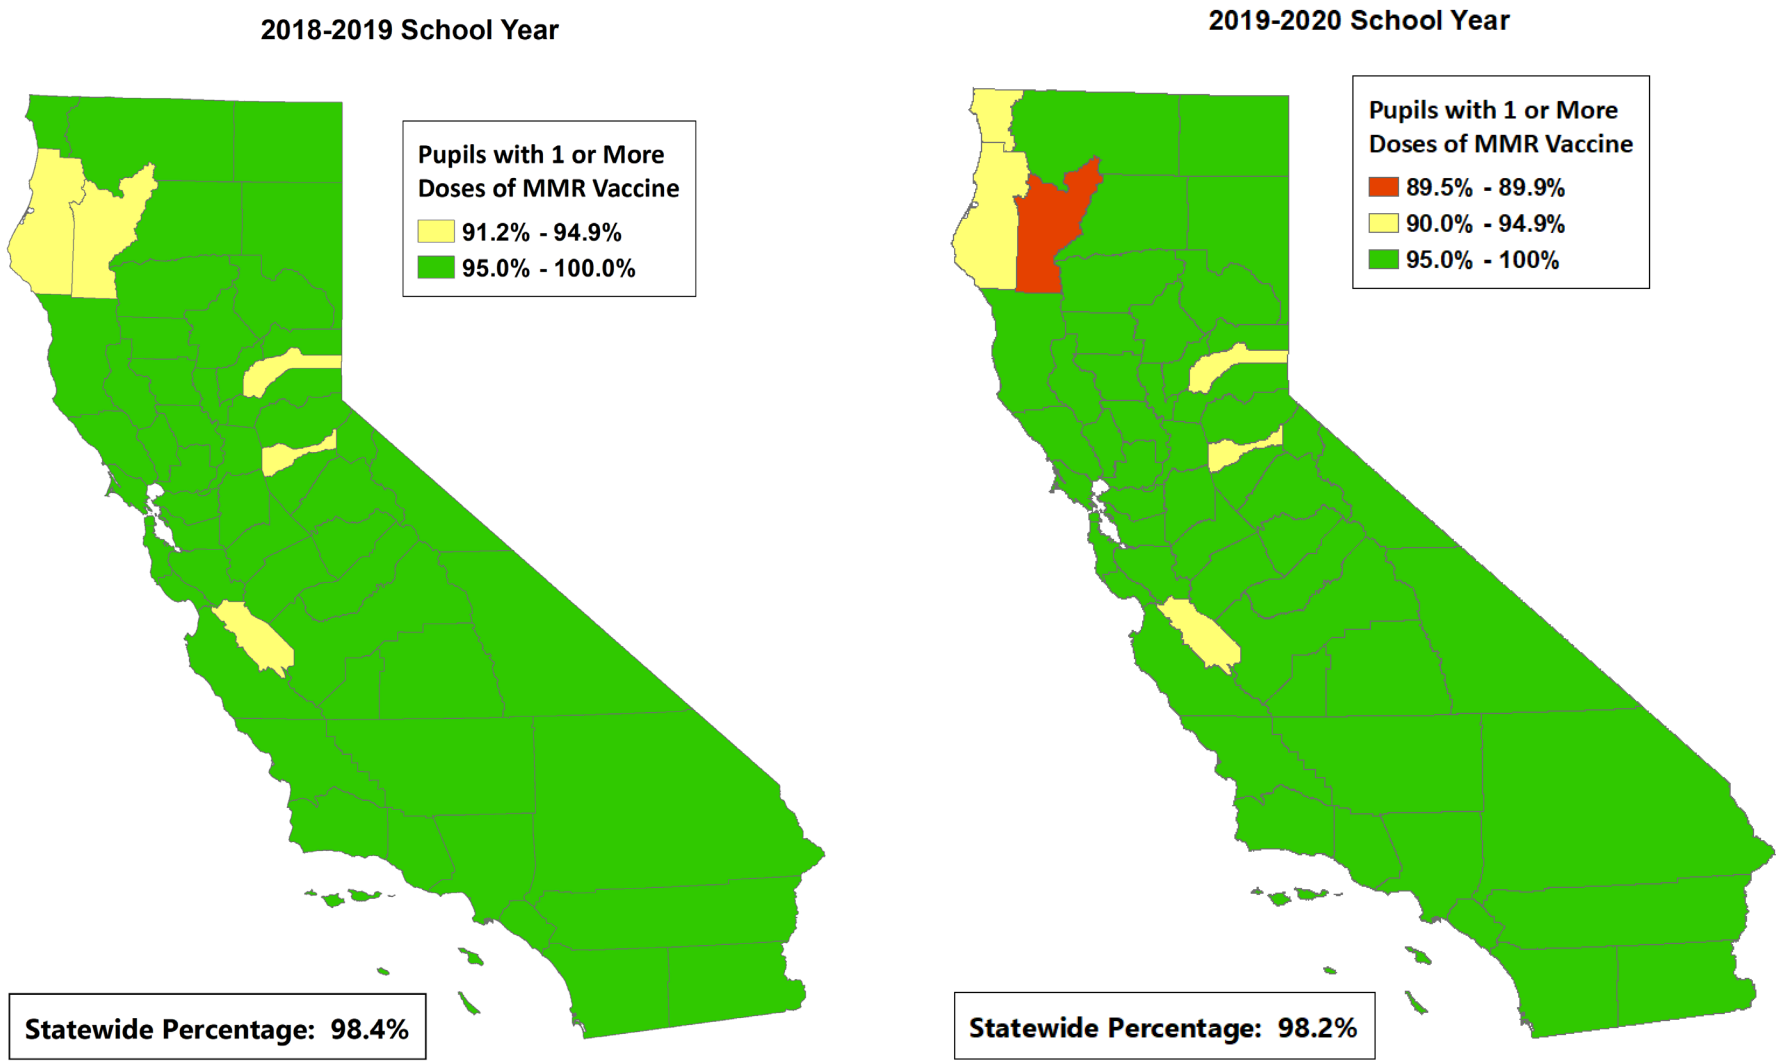 2018-2019 School Year
Pupils with 1 or More
Doses of MMR Vaccine
91.2% - 94.9%
95.0% - 100.0%
Statewide Percentage: 98.4%
2019-2020 School Year
Pupils with 1 or More
Doses of MMR Vaccine
89.5% - 89.9%
90.0% - 94.9%
95.0% - 100%
Statewide Percentage: 98.2%